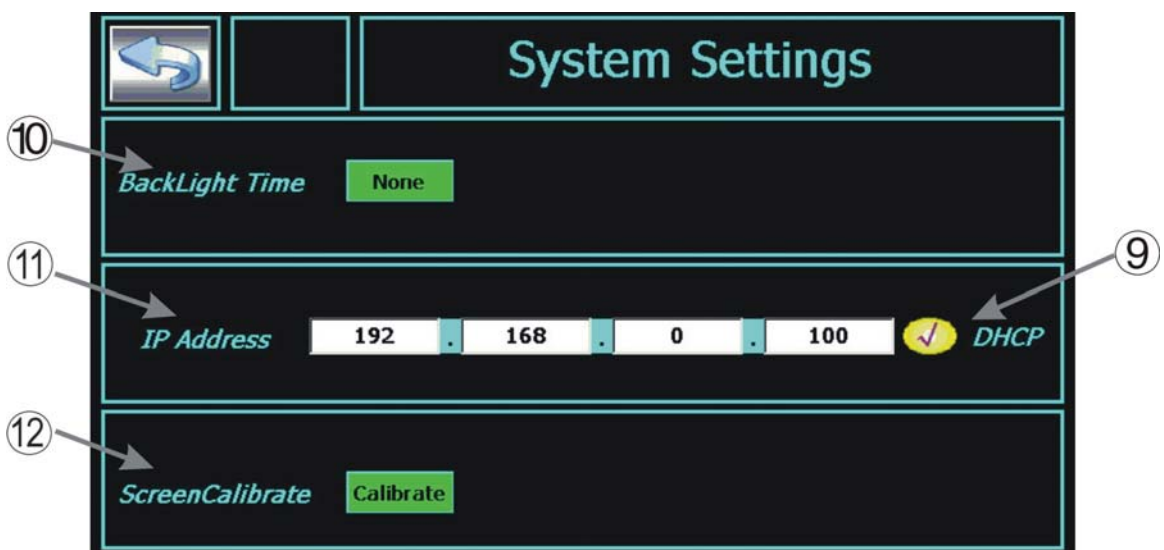 System Settings
⑩
BackLight Time None
⑪ ⑨
IP Address 192 . 168 . 0 . 100 DHCP
⑫
ScreenCalibrate Calibrate